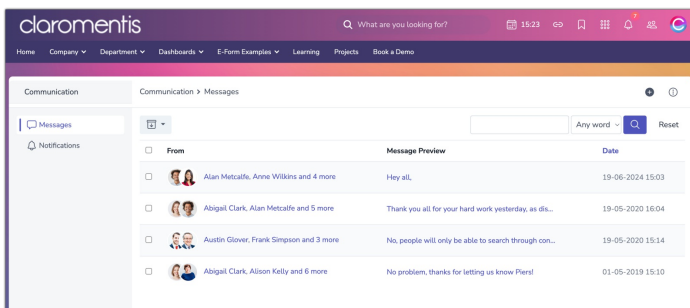 claromentis
What are you looking for?
15:23
7
Home Company Department Dashboards E-Form Examples Learning Projects Book a Demo
Communication
Communication > Messages
Messages
Notifications
Any word
Reset
From Message Preview Date
Alan Metcalfe, Anne Wilkins and 4 more Hey all, 19-06-2024 15:03
Abigail Clark, Alan Metcalfe and 5 more Thank you all for your hard work yesterday, as dis... 19-05-2020 16:04
Austin Glover, Frank Simpson and 3 more No, people will only be able to search through con... 19-05-2020 15:14
Abigail Clark, Alison Kelly and 6 more No problem, thanks for letting us know Piers! 01-05-2019 15:10